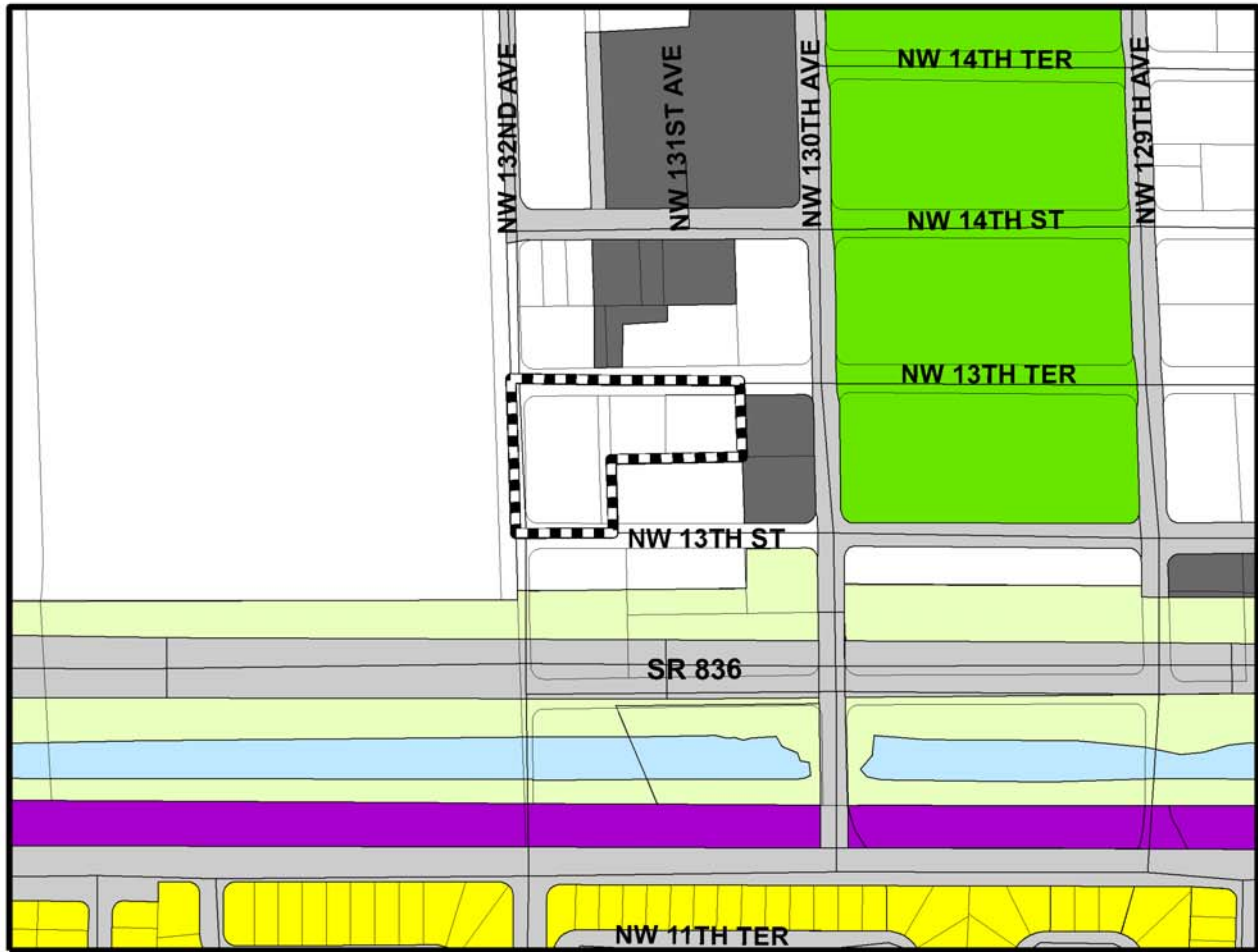 NW 14TH TER
NW 132ND AVE
NW 131ST AVE
NW 130TH AVE
NW 129TH AVE
NW 14TH ST
NW 13TH TER
NW 13TH ST
SR 836
NW 11TH TER